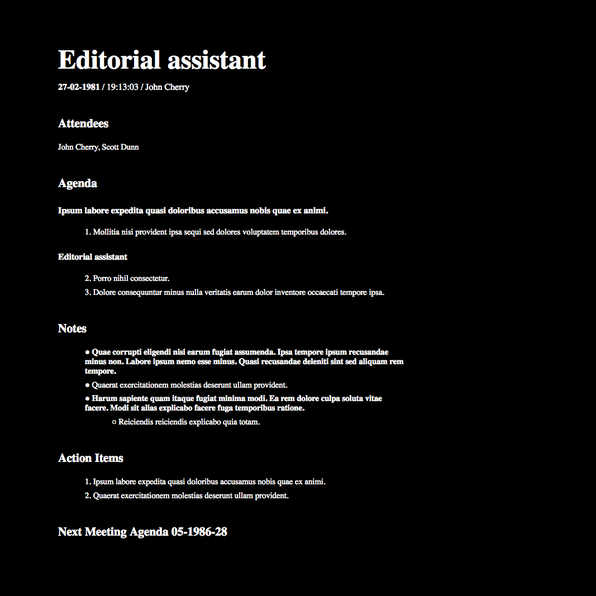 Editorial assistant
27-02-1981 / 19:13:03 / John Cherry
Attendees
John Cherry, Scott Dunn
Agenda
Ipsum labore expedita quasi doloribus accusamus nobis quae ex animi.
1. Mollitia nisi provident ipsa sequi sed dolores voluptatem temporibus dolores.
Editorial assistant
2. Porro nihil consectetur.
3. Dolore consequuntur minus nulla veritatis earum dolor inventore occaecati tempore ipsa.
Notes
● Quae corrupti eligendi nisi earum fugiat assumenda. Ipsa tempore ipsum recusandae
minus non. Labore ipsum nemo esse minus. Quasi recusandae deleniti sint sed aliquam rem
tempore.
● Quaerat exercitationem molestias deserunt ullam provident.
● Harum sapiente quam itaque fugiat minima modi. Ea rem dolore culpa soluta vitae
facere. Modi sit alias explicabo facere fuga temporibus ratione.
○ Reiciendis reiciendis explicabo quia totam.
Action Items
1. Ipsum labore expedita quasi doloribus accusamus nobis quae ex animi.
2. Quaerat exercitationem molestias deserunt ullam provident.
Next Meeting Agenda 05-1986-28